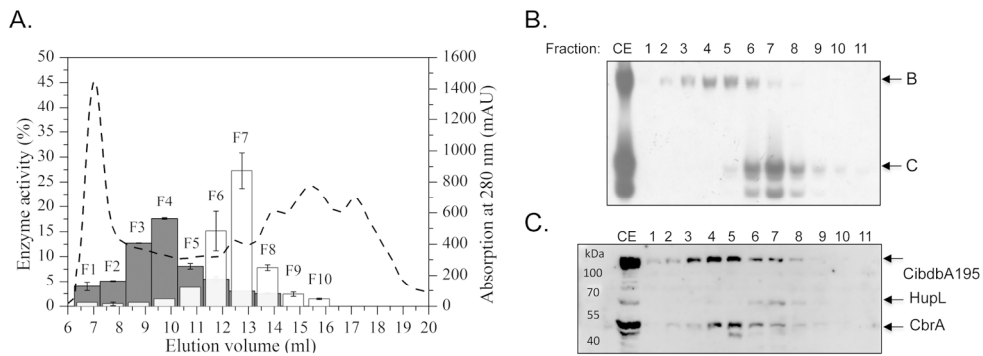 A.
Enzyme activity (%)
50
45
40
35
30
25
20
15
10
5
0
F1
F2
F3
F4
F5
F6
F7
F8
F9
F10
1600
1400
1200
1000
800
600
400
200
0
Absorption at 280 nm (mAU)
6 7 8 9 10 11 12 13 14 15 16 17 18 19 20
Elution volume (ml)
B.
Fraction: CE 1 2 3 4 5 6 7 8 9 10 11
B
C
C.
kDa CE 1 2 3 4 5 6 7 8 9 10 11
100
70
55
40
CibdbA195
HupL
CbrA